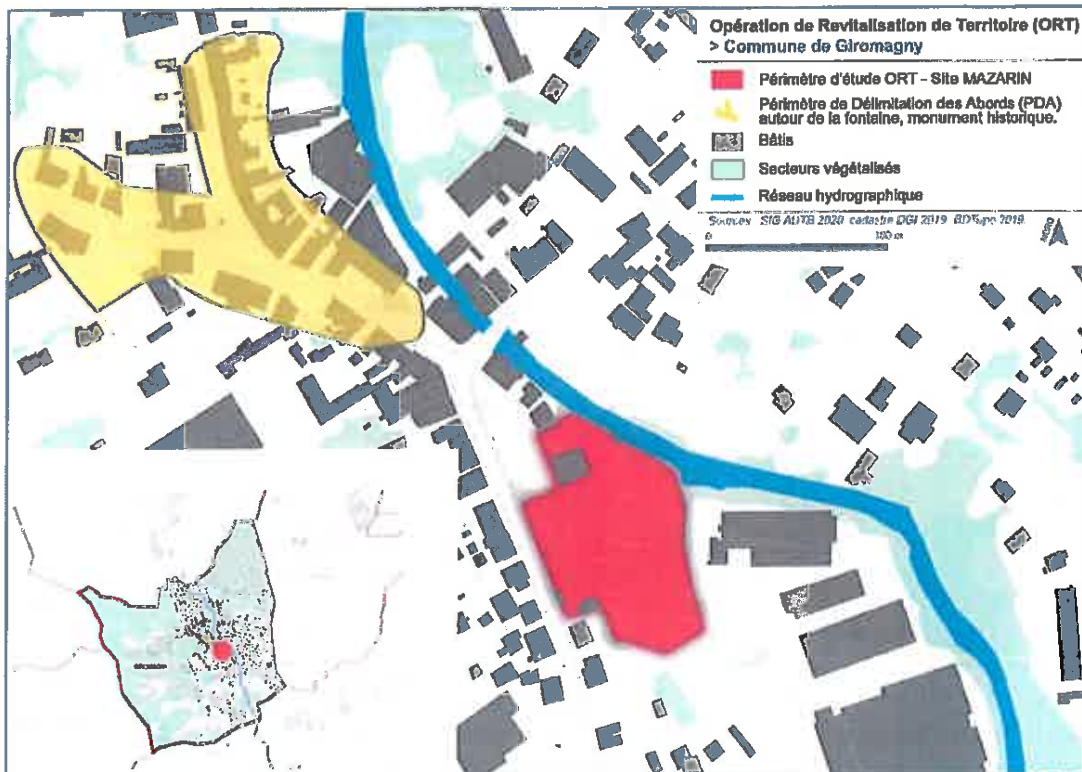 Opération de Revitalisation de Territoire (ORT)
> Commune de Giromagny
Périmètre d'étude ORT - Site MAZARIN
Périmètre de Délimitation des Abords (PDA)
autour de la fontaine, monument historique.
Bâtis
Secteurs végétalisés
Réseau hydrographique
Sources SIG AUTB 2020 cadastre DGI 2019 BDTopo 2019
0 100 m